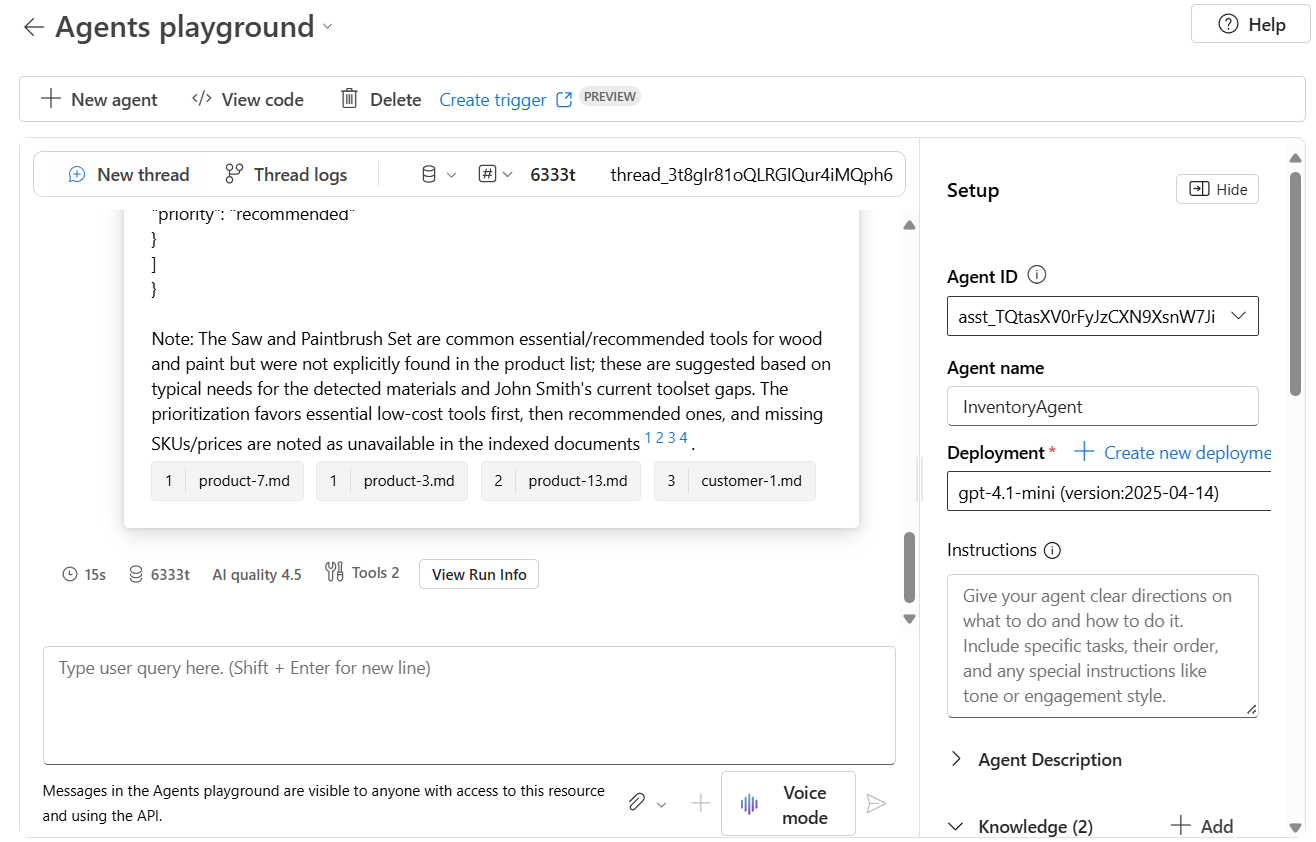 Agents playground
Help
New agent
View code
Delete
Create trigger
PREVIEW
New thread
Thread logs
6333t
thread_3t8gIr81oQLRGIQur4iMQph6
"priority": "recommended"
}
]
}
Note: The Saw and Paintbrush Set are common essential/recommended tools for wood
and paint but were not explicitly found in the product list; these are suggested based on
typical needs for the detected materials and John Smith's current toolset gaps. The
prioritization favors essential low-cost tools first, then recommended ones, and missing
SKUs/prices are noted as unavailable in the indexed documents 1 2 3 4 .
1 product-7.md
1 product-3.md
2 product-13.md
3 customer-1.md
15s
6333t
AI quality 4.5
Tools 2
View Run Info
Type user query here. (Shift + Enter for new line)
Messages in the Agents playground are visible to anyone with access to this resource
and using the API.
Voice
mode
Setup
Hide
Agent ID
asst_TQtasXV0rFyJzCXN9XsnW7Ji
Agent name
InventoryAgent
Deployment *
Create new deployme
gpt-4.1-mini (version:2025-04-14)
Instructions
Give your agent clear directions on
what to do and how to do it.
Include specific tasks, their order,
and any special instructions like
tone or engagement style.
Agent Description
Knowledge (2)
Add